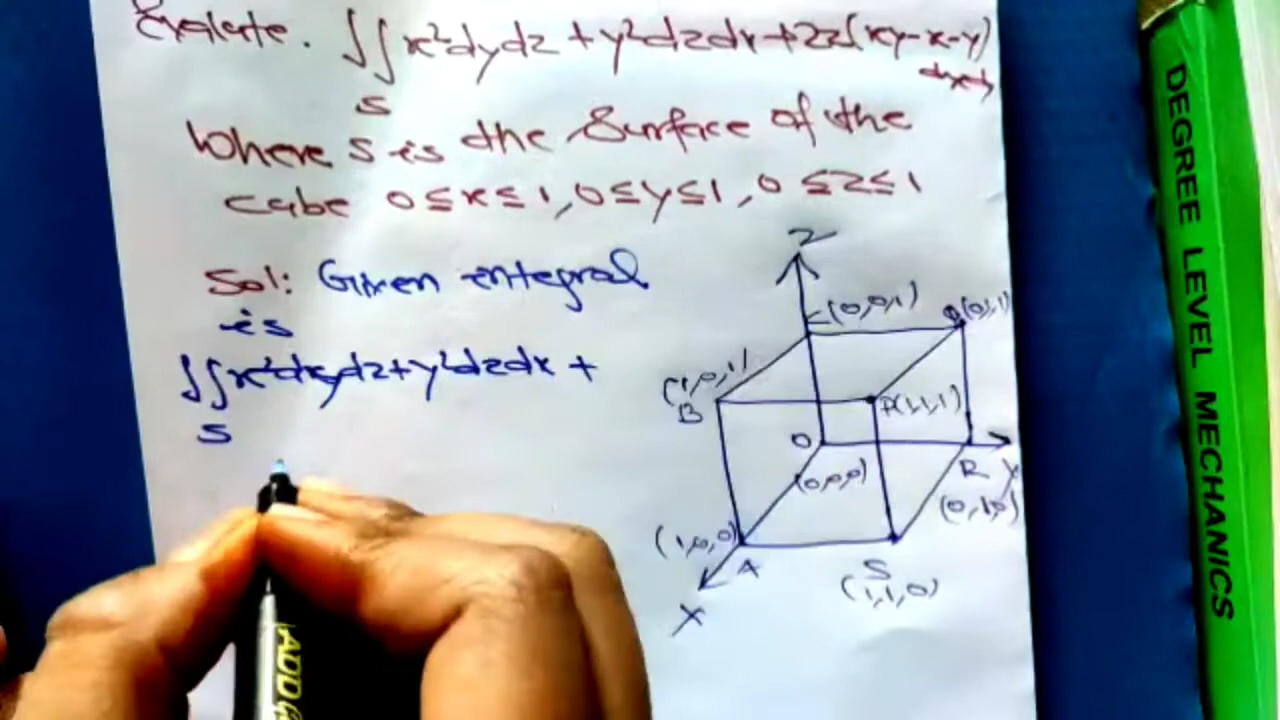 Evalute. ∬ x²dydz + y²dzdx + 2z(xy-x-y)
S dxdy
Where S is the Surface of the
cube 0≤x≤1, 0≤y≤1, 0≤z≤1
Sol: Given integral
is
∬ x²dydz + y²dzdx +
S
Z
C(0,0,1)
Q(0,1,1)
(1,0,1)
B
P(1,1,1)
O
(0,0,0)
R
Y
(0,1,0)
(1,0,0)
A
S
(1,1,0)
X
DEGREE LEVEL MECHANICS
ADD